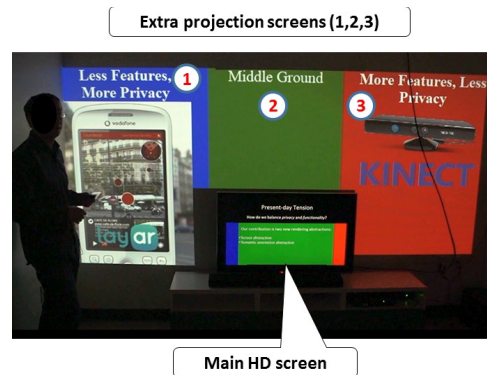 Extra projection screens (1,2,3)
Less Features,
More Privacy
1
Middle Ground
2
More Features, Less
Privacy
3
vodafone
layar
KINECT
Present-day Tension
How do we balance privacy and functionality?
Our contribution is two new rendering abstractions
Main HD screen